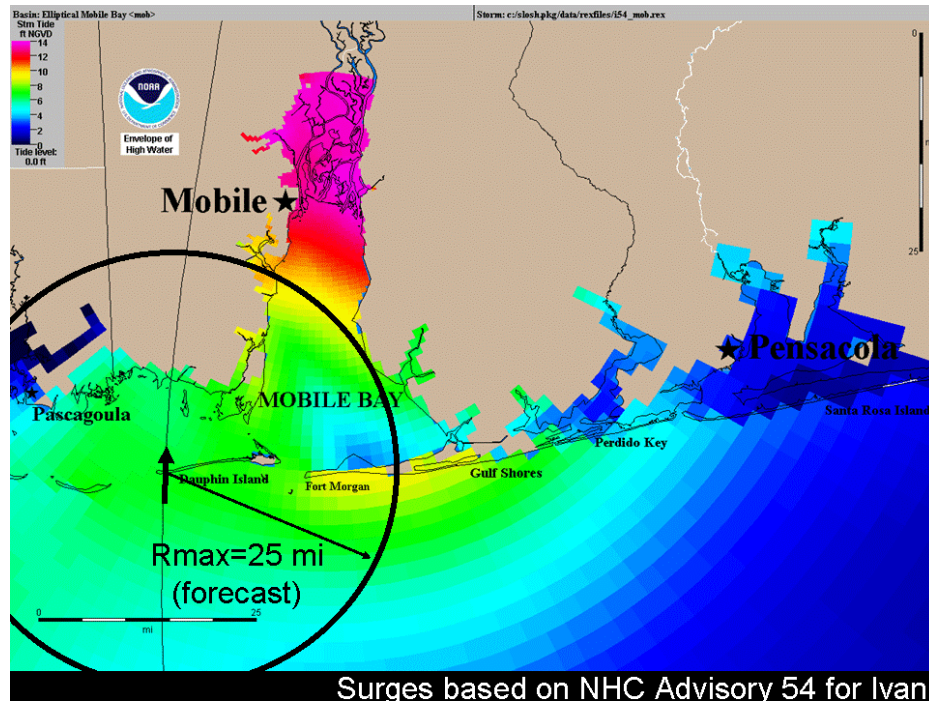 Basin: Elliptical Mobile Bay <mob>
Storm: c:/slosh.pkg/data/rexfiles/i54_mob.rex
Stm Tide
ft NGVD
14
12
10
8
6
4
2
0
Tide level:
0.0 ft
NOAA
Envelope of
High Water
0
25
Mobile
Pensacola
Pascagoula
MOBILE BAY
Santa Rosa Island
Perdido Key
Gulf Shores
Dauphin Island
Fort Morgan
Rmax=25 mi
(forecast)
0
25
mi
Surges based on NHC Advisory 54 for Ivan